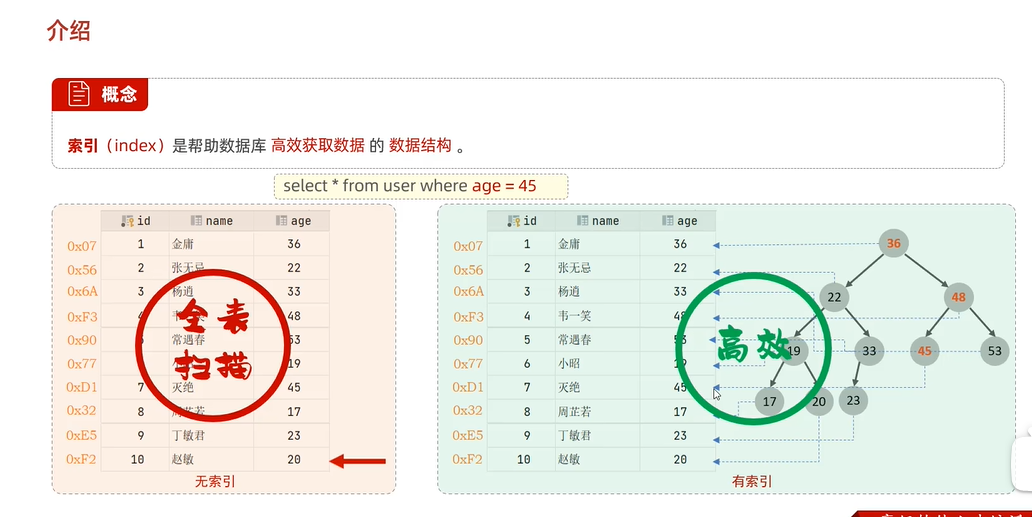 介绍
概念
索引（index）是帮助数据库 高效获取数据 的 数据结构 。
select * from user where age = 45
id name age
0x07 1 金庸 36
0x56 2 张无忌 22
0x6A 3 杨逍 33
0xF3 4 48
0x90 5 常遇春 53
0x77
0xD1 7 灭绝 45
0x32 8 周芷若 17
0xE5 9 丁敏君 23
0xF2 10 赵敏 20
全表
扫描
无索引
id name age
0x07 1 金庸 36
0x56 2 张无忌 22
0x6A 3 杨逍 33
0xF3 4 韦一笑 48
0x90 5 常遇春
0x77 6 小昭
0xD1 7 灭绝 45
0x32 8 周芷若 17
0xE5 9 丁敏君 23
0xF2 10 赵敏 20
高效
36
22 48
19 33 45 53
17 20 23
有索引